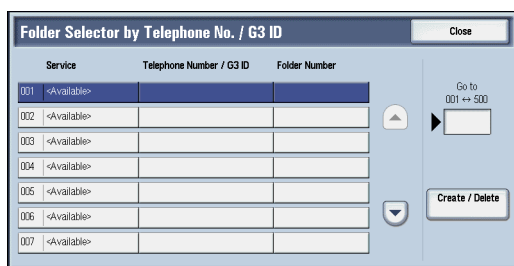 Folder Selector by Telephone No. / G3 ID
Close
Service Telephone Number / G3 ID Folder Number
001 <Available>
002 <Available>
003 <Available>
004 <Available>
005 <Available>
006 <Available>
007 <Available>
Go to
001 ↔ 500
Create / Delete